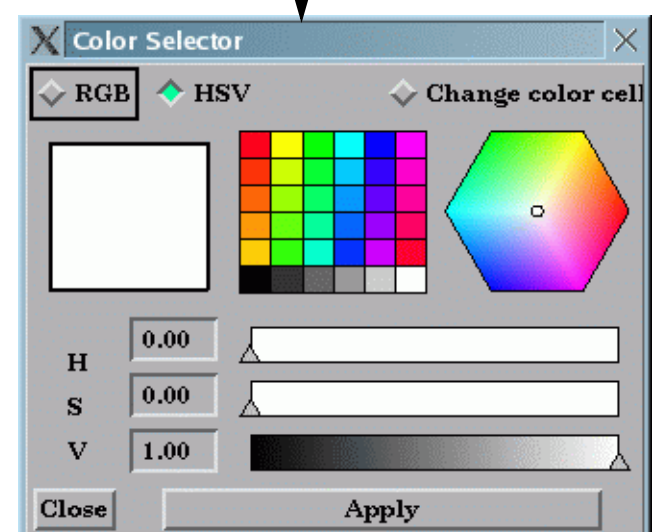 Color Selector
RGB HSV Change color cell
H 0.00
S 0.00
V 1.00
Close Apply